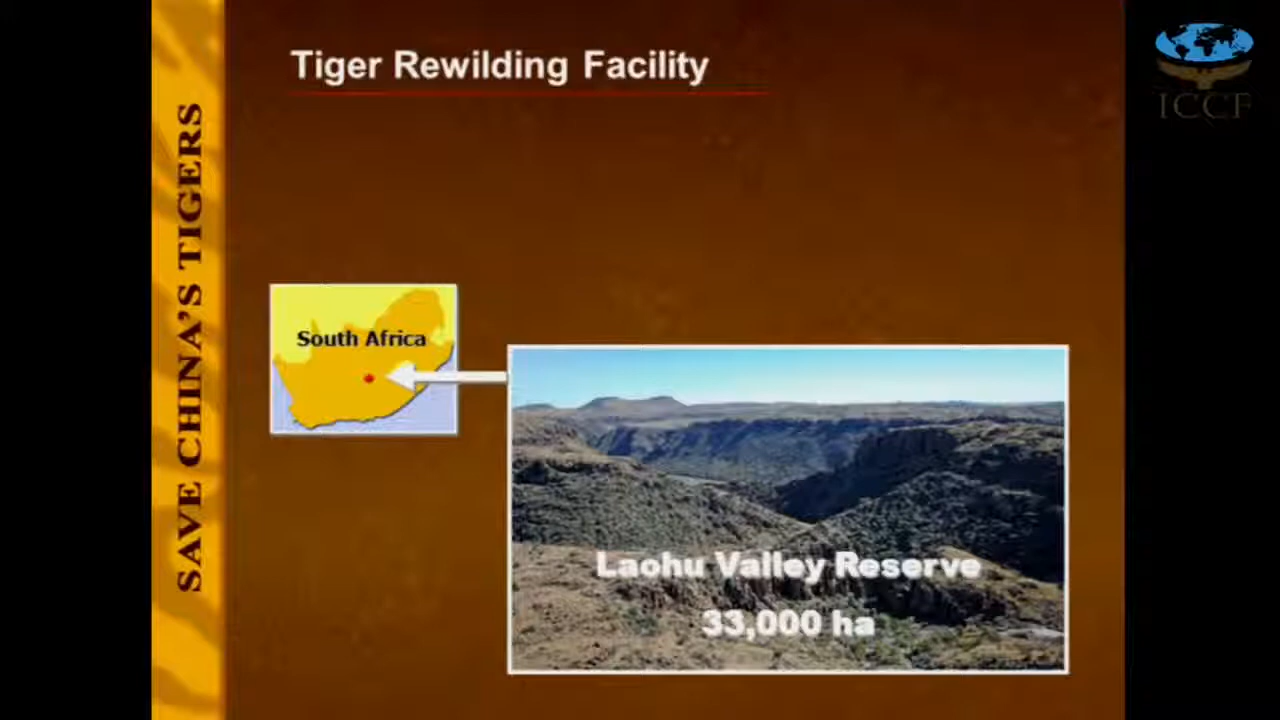 Tiger Rewilding Facility
ICCF
SAVE CHINA'S TIGERS
South Africa
Laohu Valley Reserve
33,000 ha